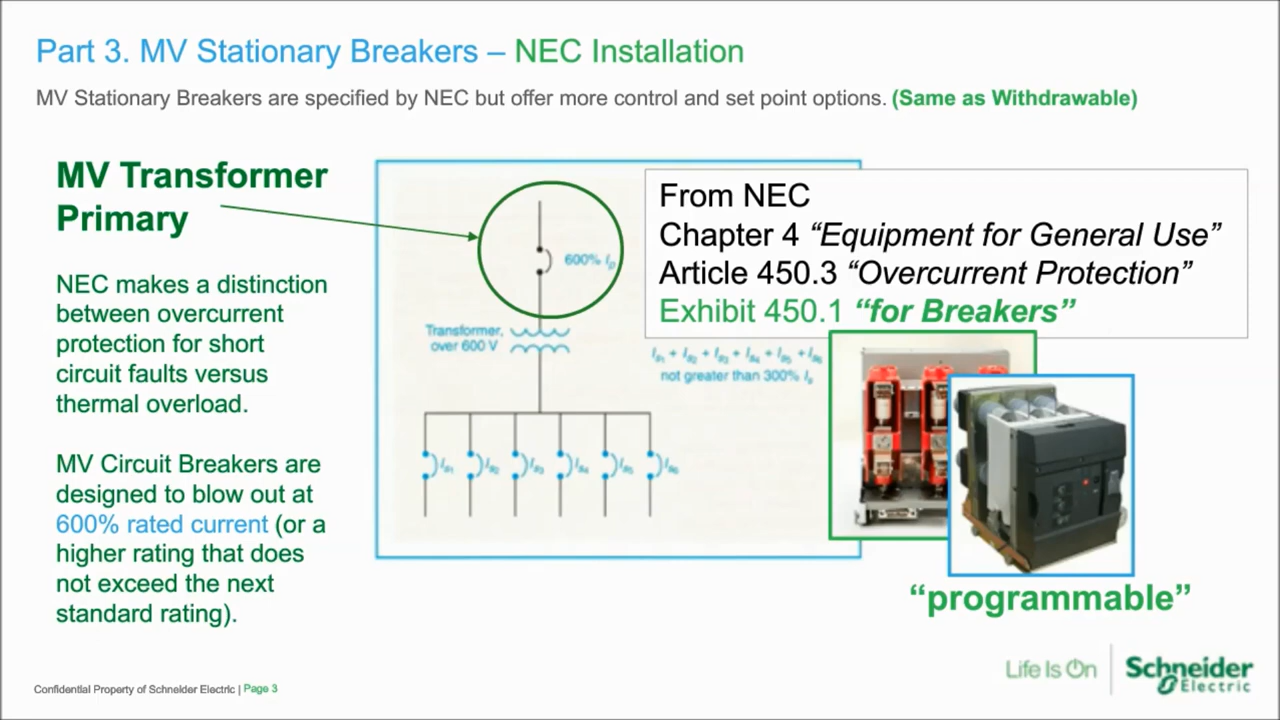 Part 3. MV Stationary Breakers – NEC Installation
MV Stationary Breakers are specified by NEC but offer more control and set point options. (Same as Withdrawable)
MV Transformer
Primary
NEC makes a distinction
between overcurrent
protection for short
circuit faults versus
thermal overload.
MV Circuit Breakers are
designed to blow out at
600% rated current (or a
higher rating that does
not exceed the next
standard rating).
600% Ip
Transformer,
over 600 V
From NEC
Chapter 4 “Equipment for General Use”
Article 450.3 “Overcurrent Protection”
Exhibit 450.1 “for Breakers”
not greater than 300% Is
“programmable”
Confidential Property of Schneider Electric | Page 3
Life Is On
Schneider
Electric